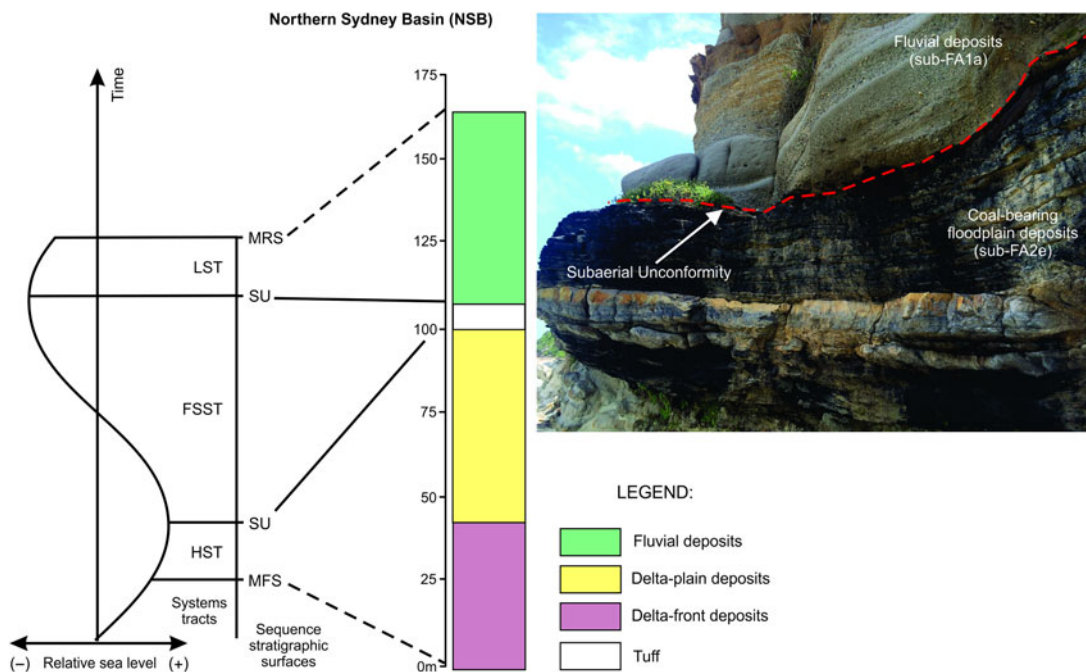 Northern Sydney Basin (NSB)
Time
MRS
LST
SU
FSST
SU
HST
MFS
Systems
tracts
Sequence
stratigraphic
surfaces
(–)
Relative sea level
(+)
175
150
125
100
75
50
25
0m
Fluvial deposits
(sub-FA1a)
Coal-bearing
floodplain deposits
(sub-FA2e)
Subaerial Unconformity
LEGEND:
Fluvial deposits
Delta-plain deposits
Delta-front deposits
Tuff